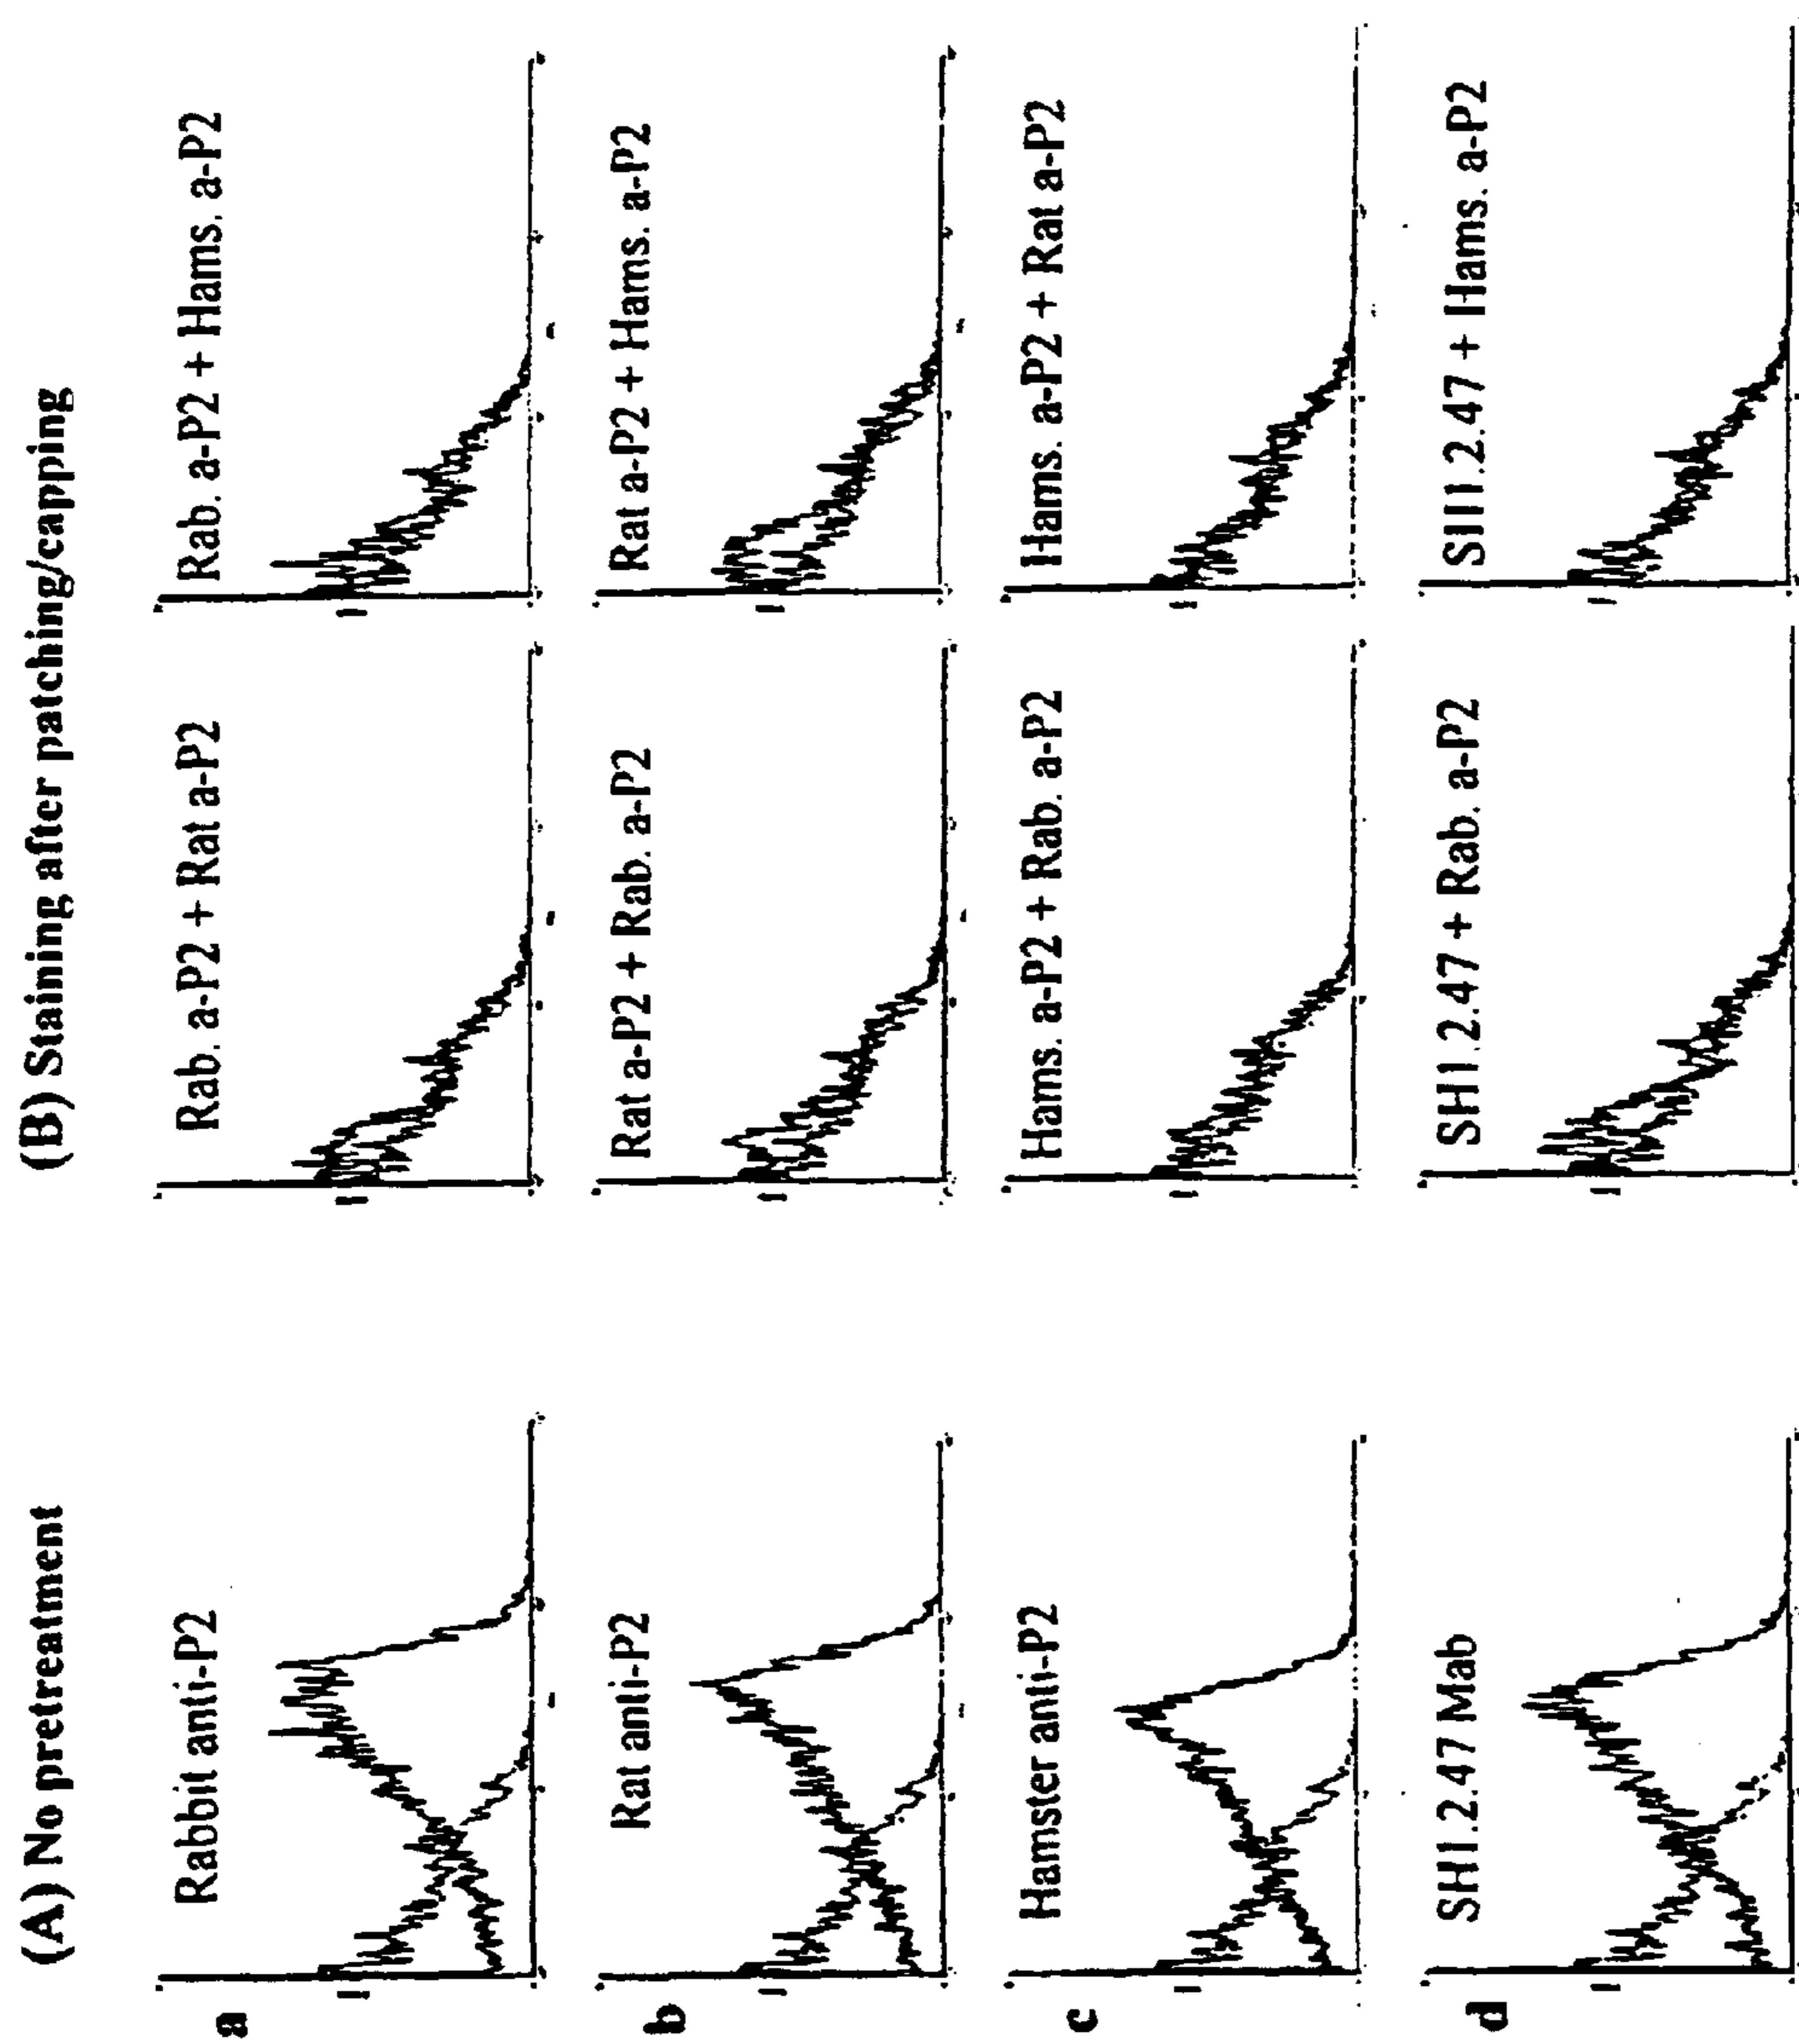 (A) No pretreatment
(B) Staining after patching/capping
a
Rabbit anti-P2
Rab. a-P2 + Rat a-P2
Rab. a-P2 + Hams. a-P2
b
Rat anti-P2
Rat a-P2 + Rab. a-P2
Rat a-P2 + Hams. a-P2
c
Hamster anti-P2
Hams. a-P2 + Rab. a-P2
Hams. a-P2 + Rat a-P2
d
SH1.2.47 Mab
SH1.2.47 + Rab. a-P2
SH1.2.47 + Hams. a-P2